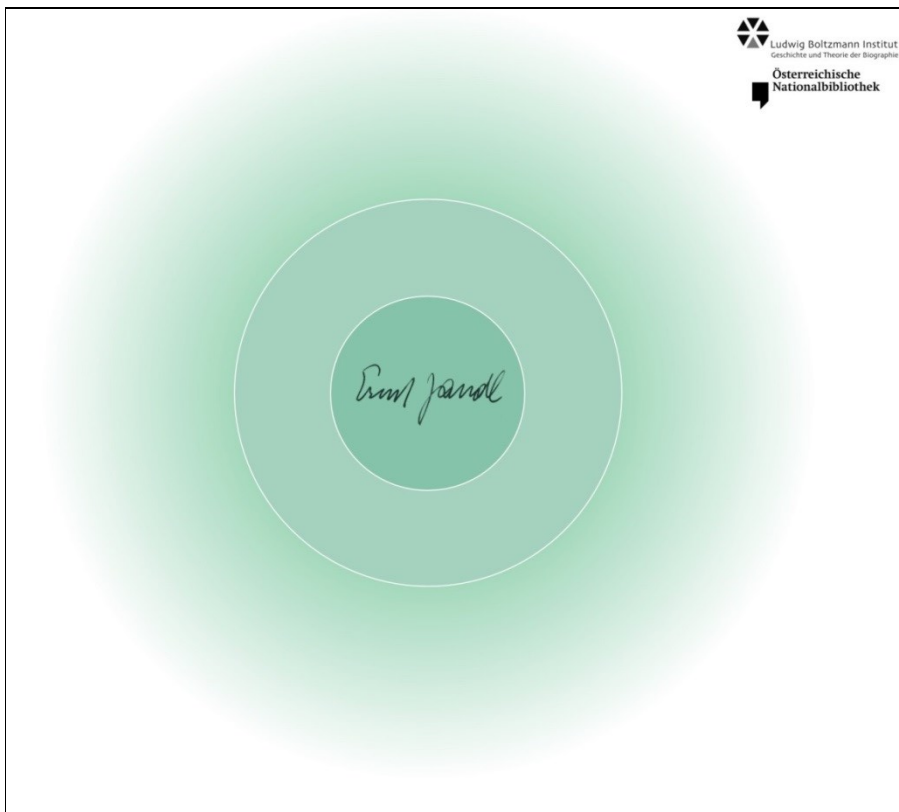 Ludwig Boltzmann Institut
Geschichte und Theorie der Biographie
Österreichische
Nationalbibliothek
Ernst Jandl